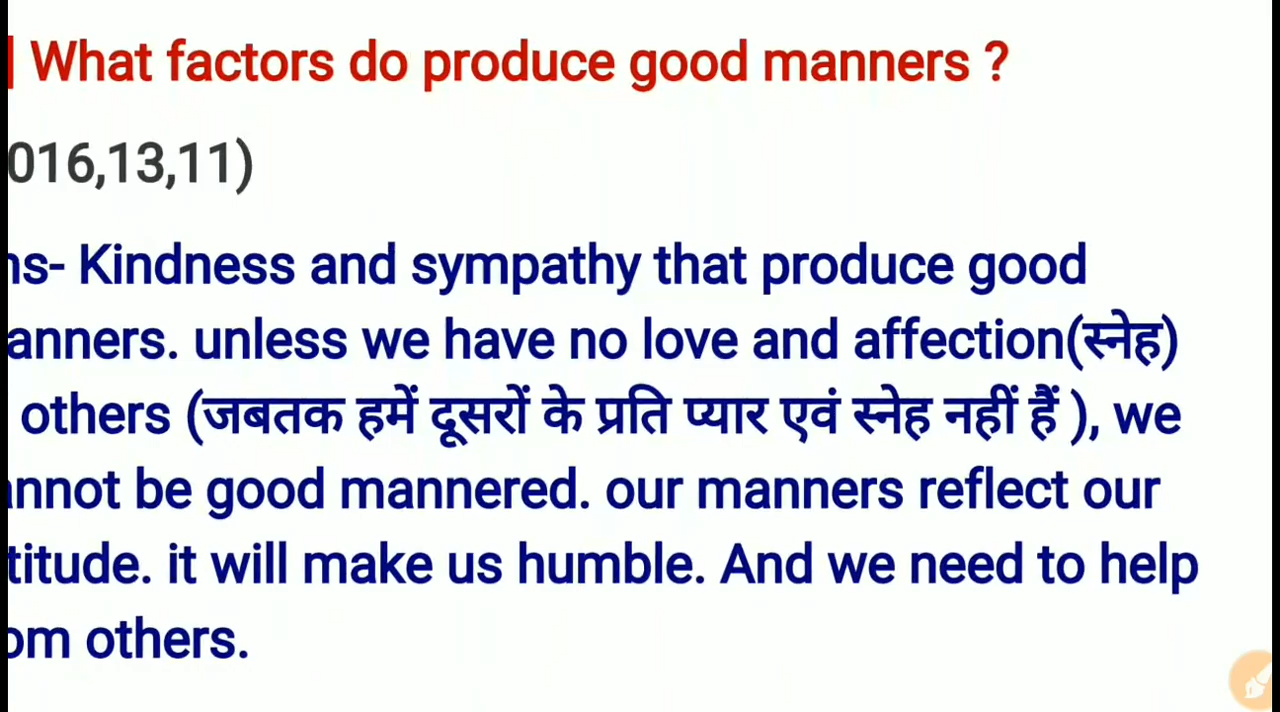 What factors do produce good manners ?
016,13,11)
ns- Kindness and sympathy that produce good
anners. unless we have no love and affection(स्नेह)
others (जबतक हमें दूसरों के प्रति प्यार एवं स्नेह नहीं हैं ), we
nnot be good mannered. our manners reflect our
titude. it will make us humble. And we need to help
om others.